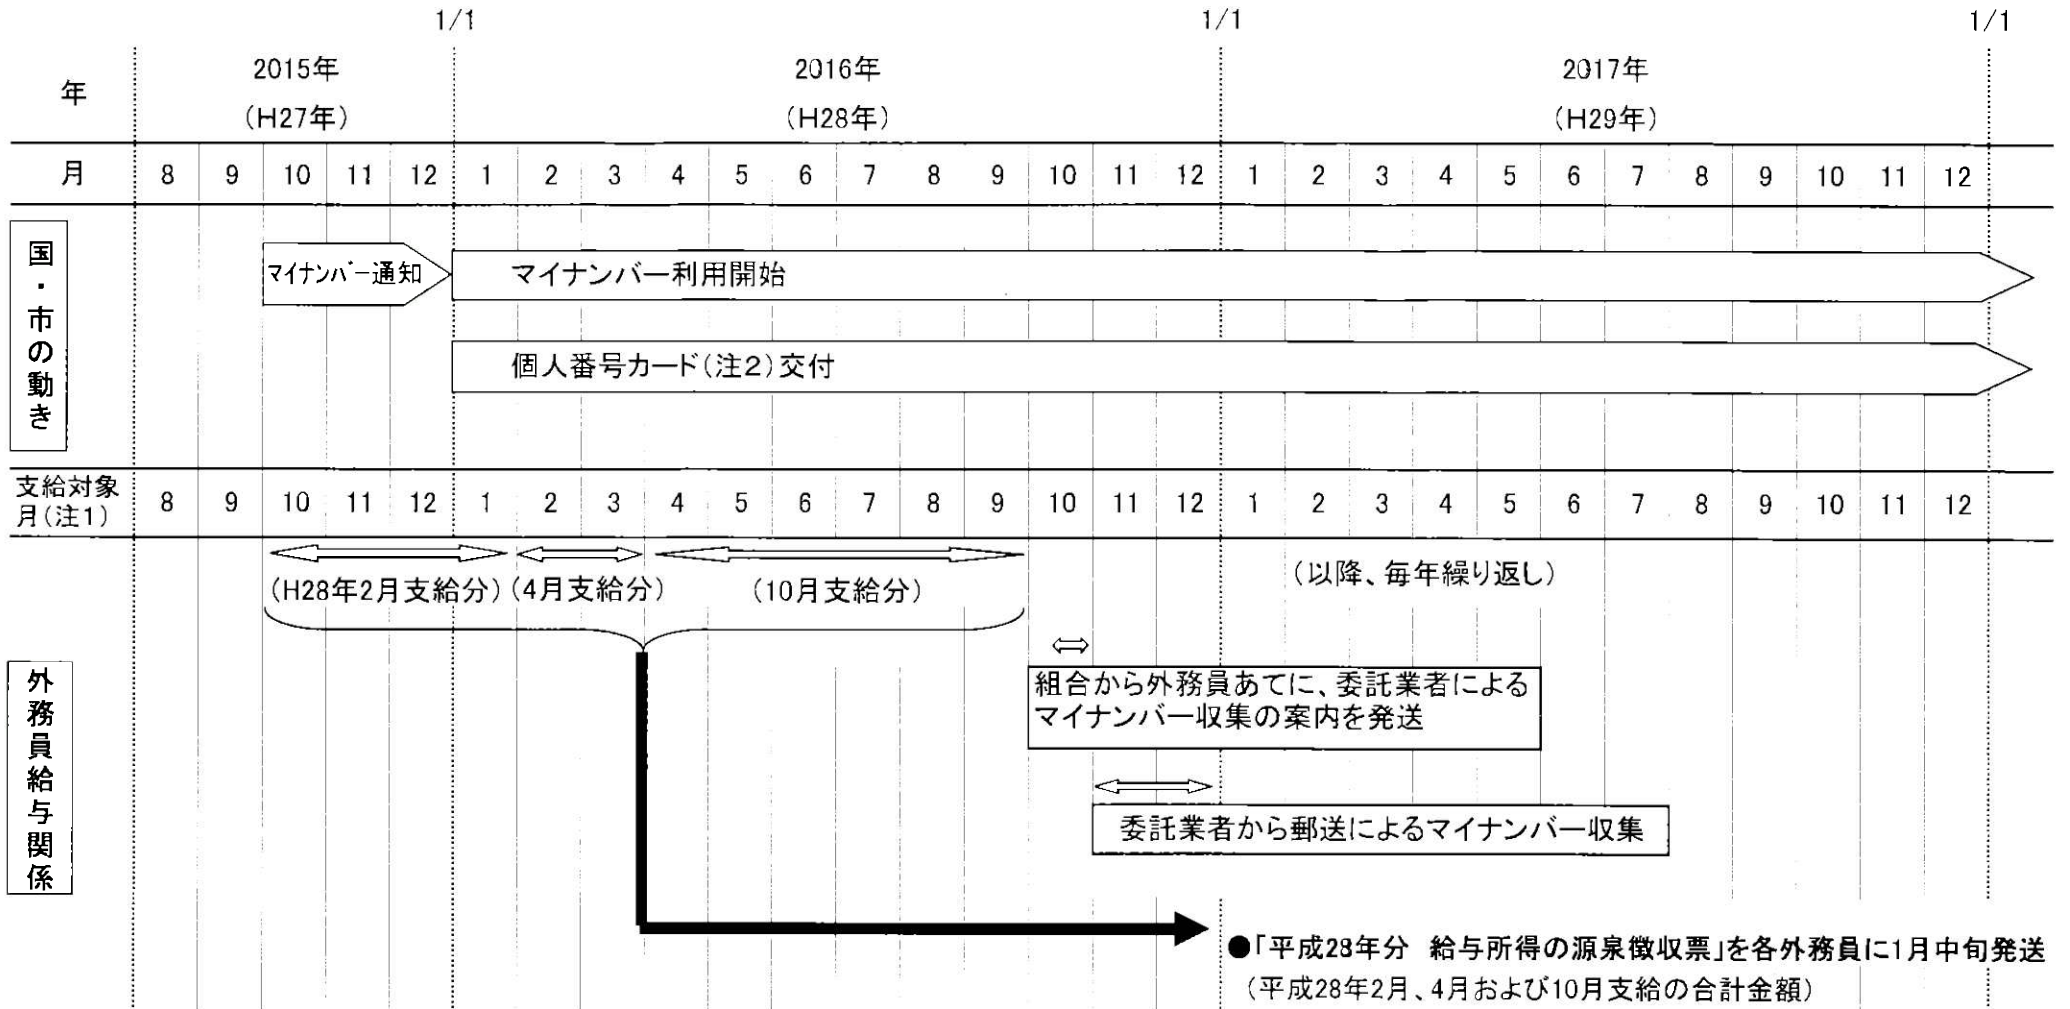 1/1 1/1 1/1
年 2015年 2016年 2017年
（H27年） （H28年） （H29年）
月 8 9 10 11 12 1 2 3 4 5 6 7 8 9 10 11 12 1 2 3 4 5 6 7 8 9 10 11 12
国・市の動き
マイナンバー通知 マイナンバー利用開始
個人番号カード（注2）交付
支給対象
月（注1） 8 9 10 11 12 1 2 3 4 5 6 7 8 9 10 11 12 1 2 3 4 5 6 7 8 9 10 11 12
（H28年2月支給分） （4月支給分） （10月支給分） （以降、毎年繰り返し）
外務員給与関係
組合から外務員あてに、委託業者による
マイナンバー収集の案内を発送
委託業者から郵送によるマイナンバー収集
●「平成28年分 給与所得の源泉徴収票」を各外務員に1月中旬発送
（平成28年2月、4月および10月支給の合計金額）